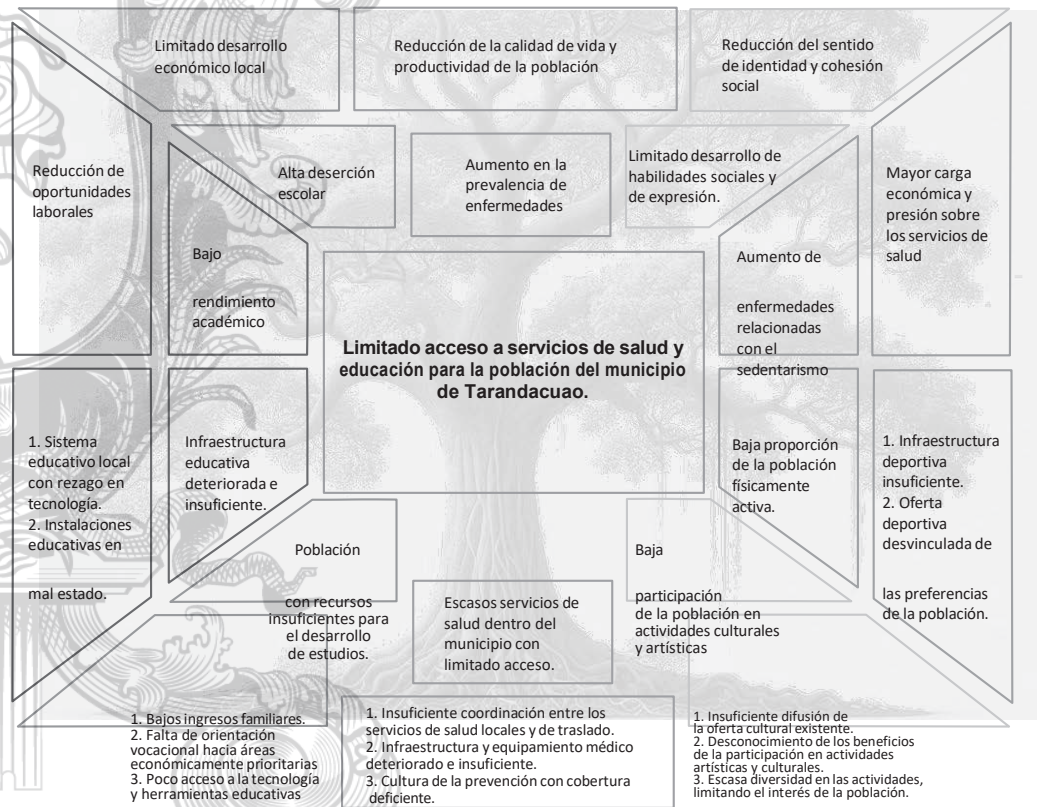 Limitado desarrollo
económico local
Reducción de la calidad de vida y
productividad de la población
Reducción del sentido
de identidad y cohesión
social
Reducción de
oportunidades
laborales
Alta deserción
escolar
Aumento en la
prevalencia de
enfermedades
Limitado desarrollo de
habilidades sociales y
de expresión.
Mayor carga
económica y
presión sobre
los servicios de
salud
Bajo
rendimiento
académico
Aumento de
enfermedades
relacionadas
con el
sedentarismo
Limitado acceso a servicios de salud y
educación para la población del municipio
de Tarandacuao.
1. Sistema
educativo local
con rezago en
tecnología.
2. Instalaciones
educativas en
mal estado.
Infraestructura
educativa
deteriorada e
insuficiente.
Baja proporción
de la población
físicamente
activa.
1. Infraestructura
deportiva
insuficiente.
2. Oferta
deportiva
desvinculada de
las preferencias
de la población.
Población
con recursos
insuficientes para
el desarrollo
de estudios.
Escasos servicios de
salud dentro del
municipio con
limitado acceso.
Baja
participación
de la población en
actividades culturales
y artísticas
1. Bajos ingresos familiares.
2. Falta de orientación
vocacional hacía áreas
económicamente prioritarias
3. Poco acceso a la tecnología
y herramientas educativas
1. Insuficiente coordinación entre los
servicios de salud locales y de traslado.
2. Infraestructura y equipamiento médico
deteriorado e insuficiente.
3. Cultura de la prevención con cobertura
deficiente.
1. Insuficiente difusión de
la oferta cultural existente.
2. Desconocimiento de los beneficios
de la participación en actividades
artísticas y culturales.
3. Escasa diversidad en las actividades,
limitando el interés de la población.